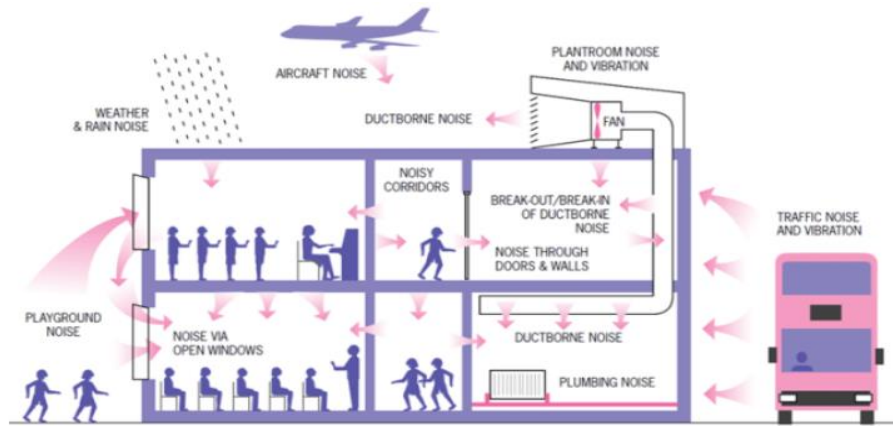 AIRCRAFT NOISE
PLANTROOM NOISE
AND VIBRATION
WEATHER
& RAIN NOISE
DUCTBORNE NOISE
FAN
NOISY
CORRIDORS
BREAK-OUT/BREAK-IN
OF DUCTBORNE
NOISE
TRAFFIC NOISE
AND VIBRATION
NOISE THROUGH
DOORS & WALLS
PLAYGROUND
NOISE
NOISE VIA
OPEN WINDOWS
DUCTBORNE NOISE
PLUMBING NOISE